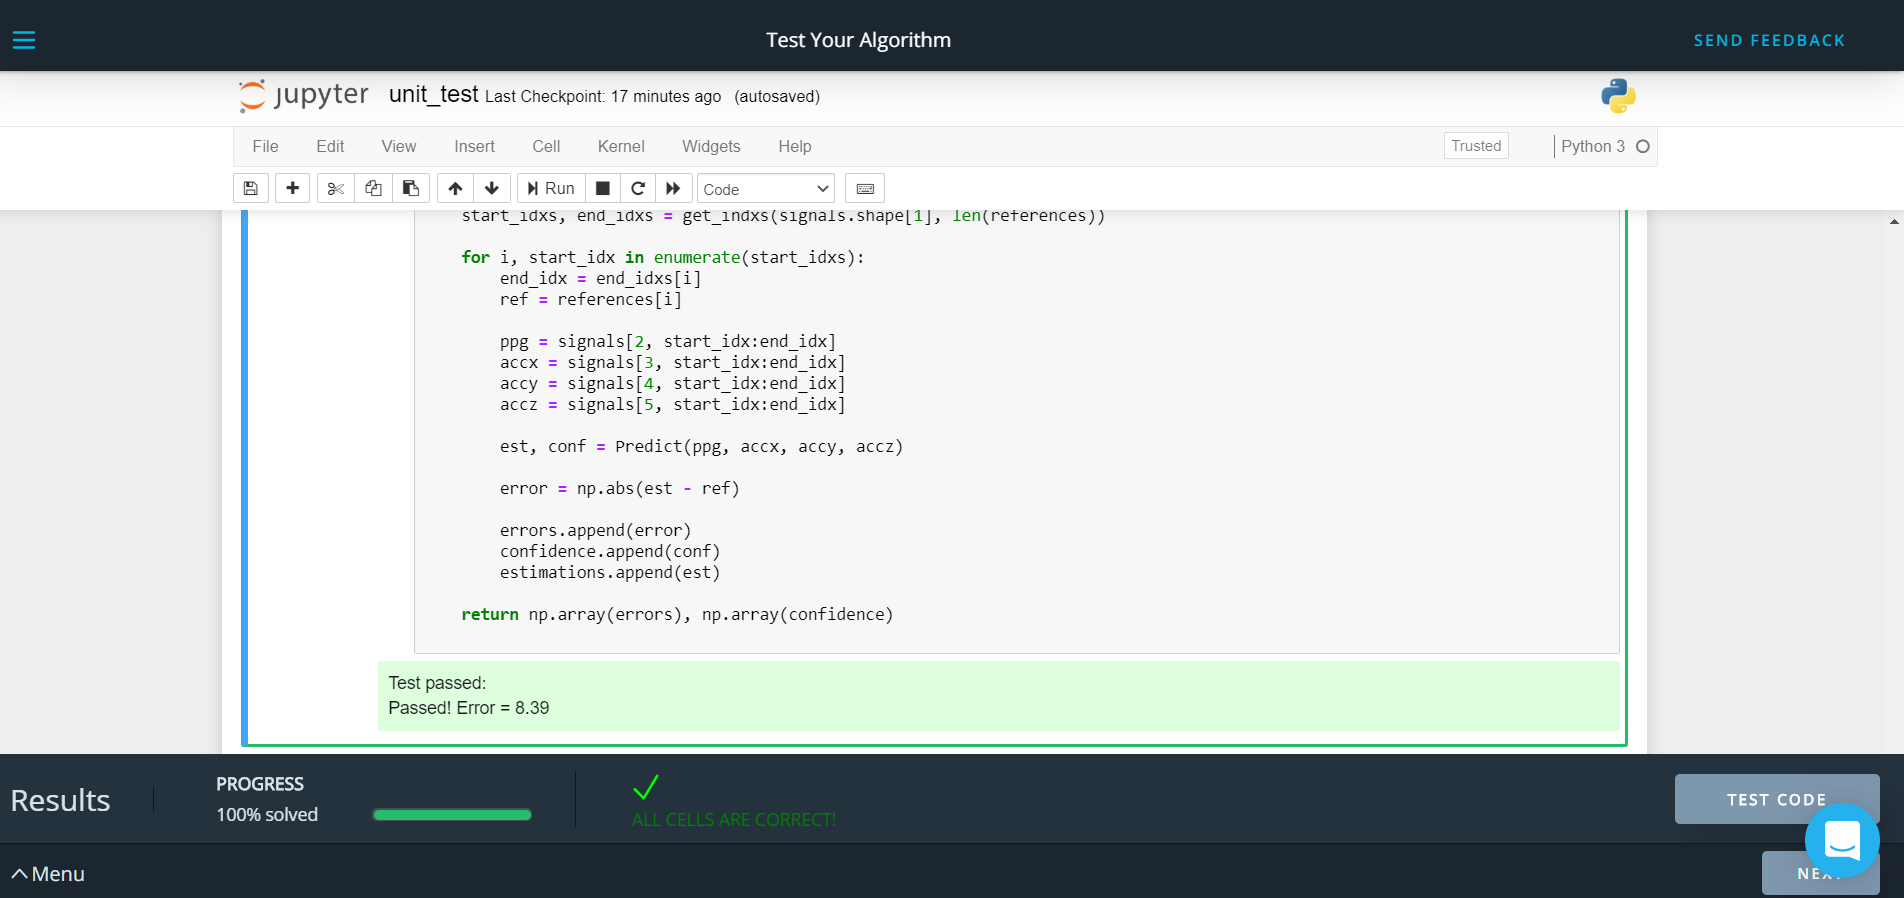 Test Your Algorithm
SEND FEEDBACK
jupyter unit_test Last Checkpoint: 17 minutes ago (autosaved)
File Edit View Insert Cell Kernel Widgets Help Trusted Python 3
Run Code
start_idxs, end_idxs = get_indxs(signals.shape[1], len(references))
for i, start_idx in enumerate(start_idxs):
end_idx = end_idxs[i]
ref = references[i]
ppg = signals[2, start_idx:end_idx]
accx = signals[3, start_idx:end_idx]
accy = signals[4, start_idx:end_idx]
accz = signals[5, start_idx:end_idx]
est, conf = Predict(ppg, accx, accy, accz)
error = np.abs(est - ref)
errors.append(error)
confidence.append(conf)
estimations.append(est)
return np.array(errors), np.array(confidence)
Test passed:
Passed! Error = 8.39
Results
PROGRESS
100% solved
ALL CELLS ARE CORRECT!
TEST CODE
Menu
NEXT